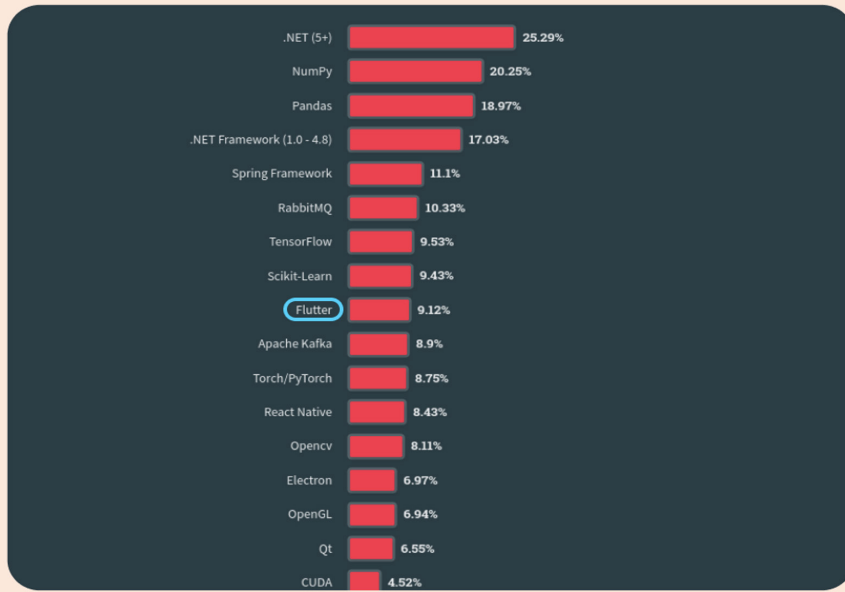 .NET (5+) 25.29%
NumPy 20.25%
Pandas 18.97%
.NET Framework (1.0 - 4.8) 17.03%
Spring Framework 11.1%
RabbitMQ 10.33%
TensorFlow 9.53%
Scikit-Learn 9.43%
Flutter 9.12%
Apache Kafka 8.9%
Torch/PyTorch 8.75%
React Native 8.43%
Opencv 8.11%
Electron 6.97%
OpenGL 6.94%
Qt 6.55%
CUDA 4.52%